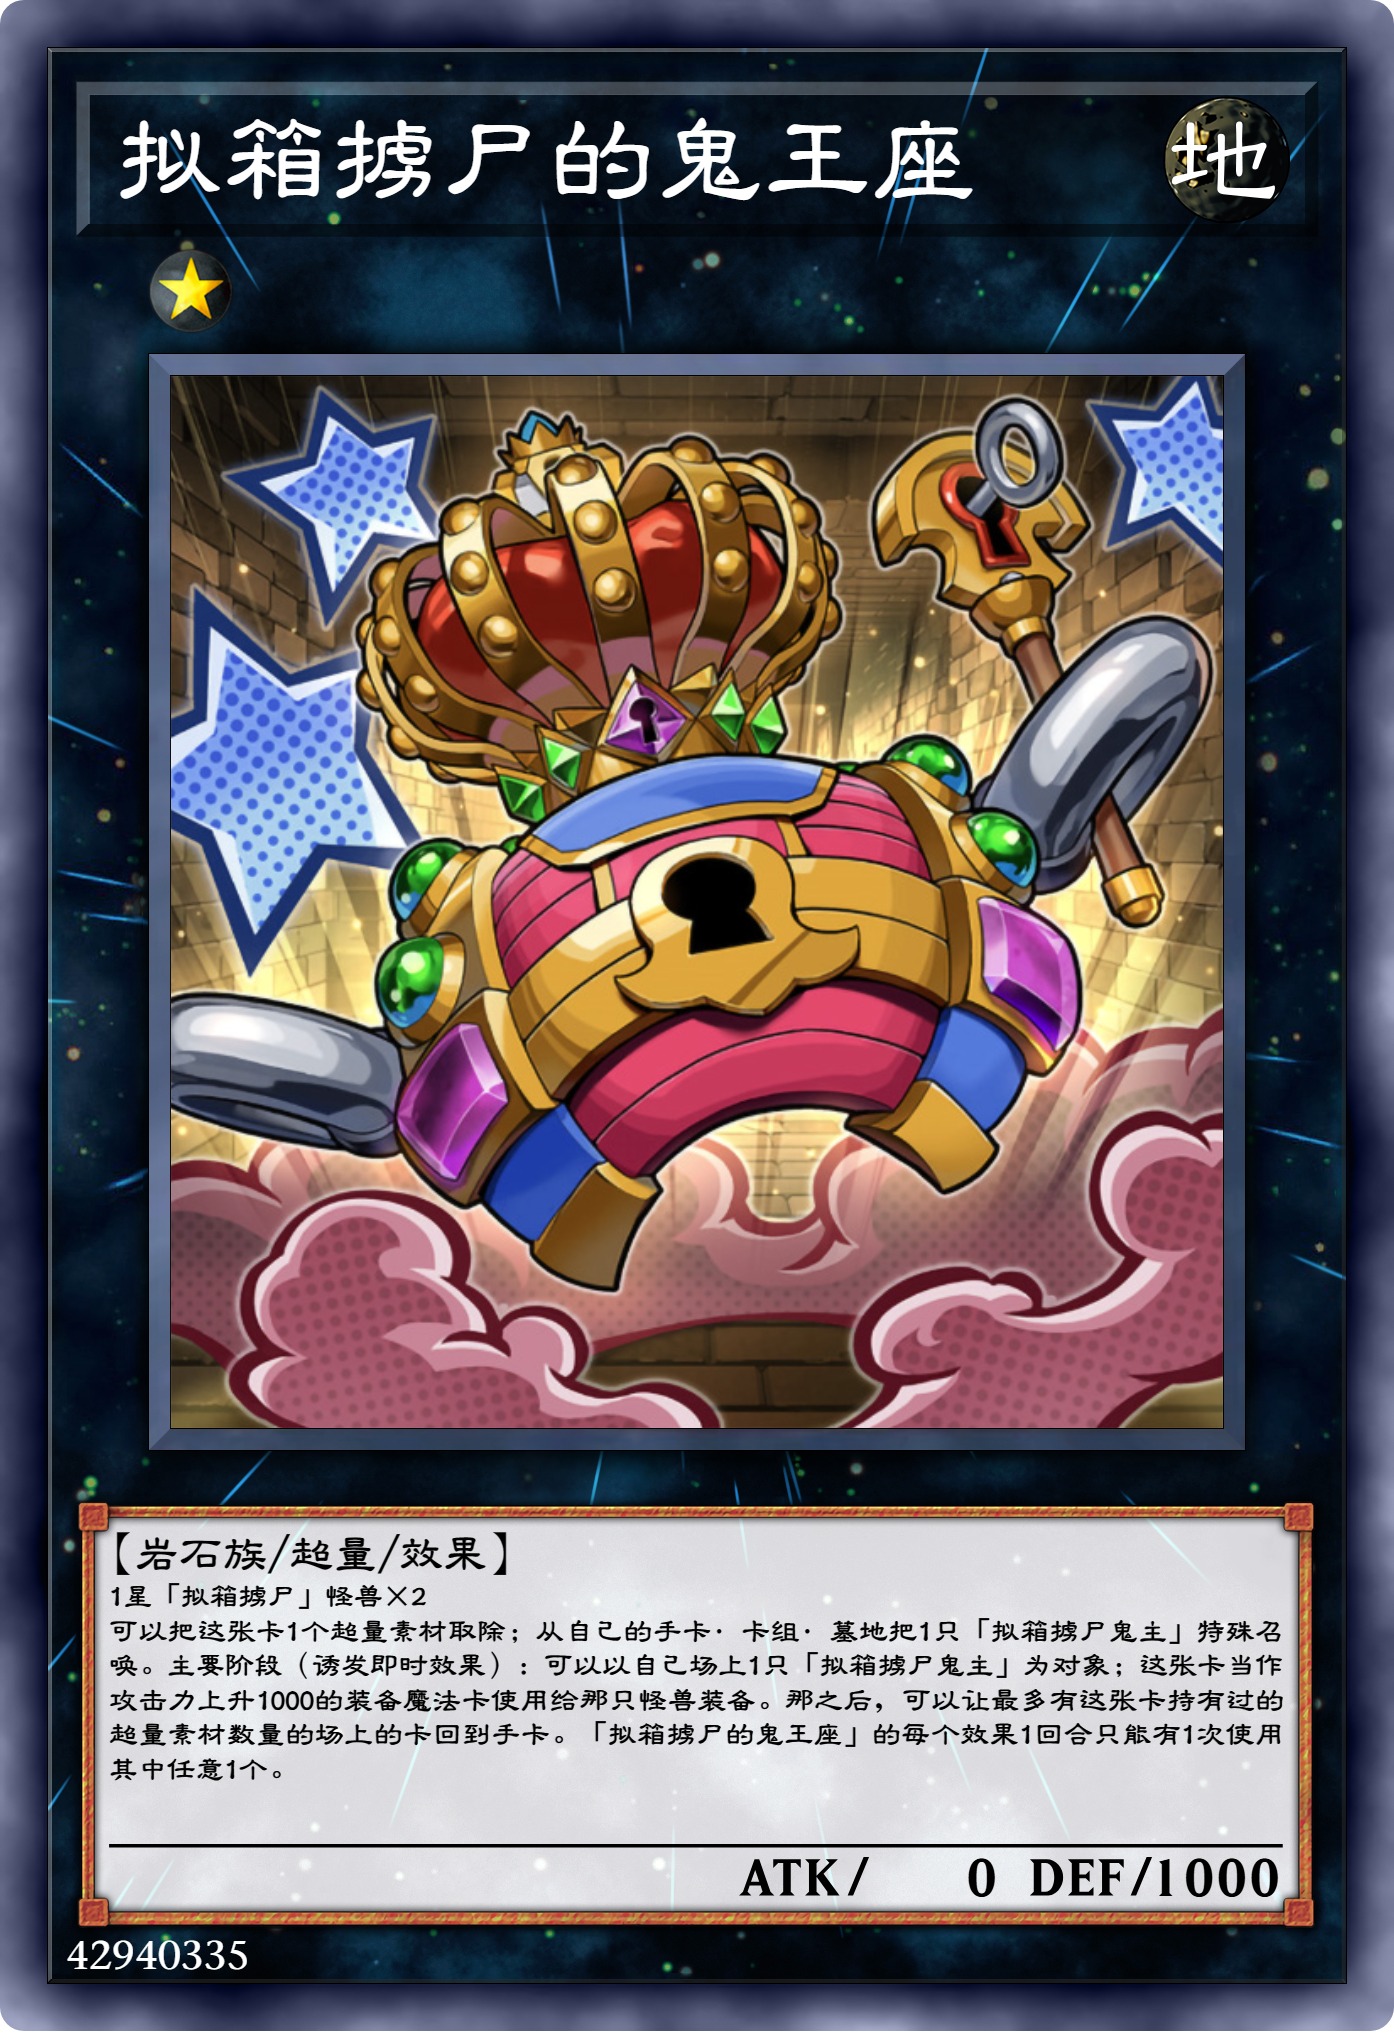 拟箱掳尸的鬼王座
地
【岩石族/超量/效果】
1星「拟箱掳尸」怪兽×2
可以把这张卡1个超量素材取除；从自己的手卡·卡组·墓地把1只「拟箱掳尸鬼主」特殊召
唤。主要阶段（诱发即时效果）：可以以自己场上1只「拟箱掳尸鬼主」为对象；这张卡当作
攻击力上升1000的装备魔法卡使用给那只怪兽装备。那之后，可以让最多有这张卡持有过的
超量素材数量的场上的卡回到手卡。「拟箱掳尸的鬼王座」的每个效果1回合只能有1次使用
其中任意1个。
ATK/ 0 DEF/1000
42940335